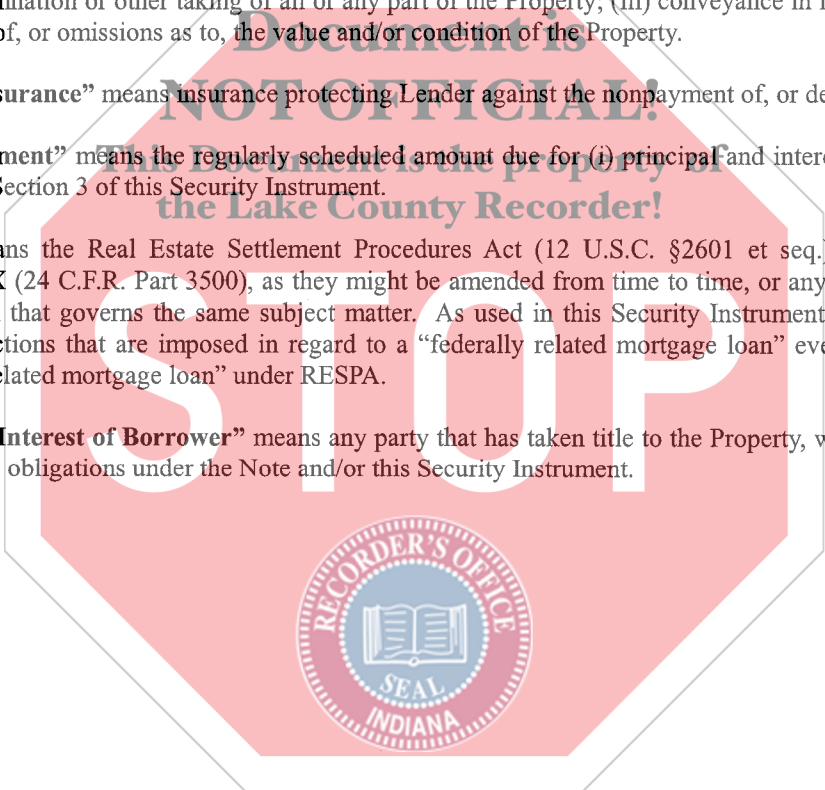 of, or omissions as to, the value and/or condition of the Property.
Document is
surance” means insurance protecting Lender against the nonpayment of, or de
NOT OFFICIAL!
ment” means the regularly scheduled amount due for (i) principal and intere
This Document is the property of
Section 3 of this Security Instrument.
the Lake County Recorder!
ans the Real Estate Settlement Procedures Act (12 U.S.C. §2601 et seq.)
X (24 C.F.R. Part 3500), as they might be amended from time to time, or any
that governs the same subject matter. As used in this Security Instrument
ctions that are imposed in regard to a “federally related mortgage loan” eve
elated mortgage loan” under RESPA.
STOP
Interest of Borrower” means any party that has taken title to the Property, w
obligations under the Note and/or this Security Instrument.
RECORDER'S OFFICE
SEAL
INDIANA